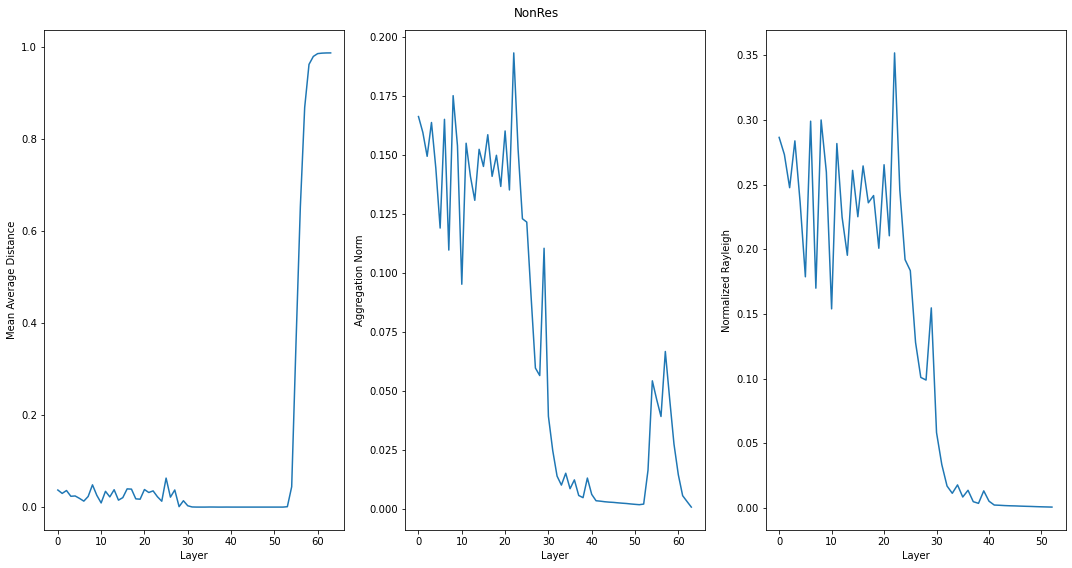 NonRes
Mean Average Distance
1.0
0.8
0.6
0.4
0.2
0.0
0 10 20 30 40 50 60
Layer
Aggregation Norm
0.200
0.175
0.150
0.125
0.100
0.075
0.050
0.025
0.000
0 10 20 30 40 50 60
Layer
Normalized Rayleigh
0.35
0.30
0.25
0.20
0.15
0.10
0.05
0.00
0 10 20 30 40 50
Layer